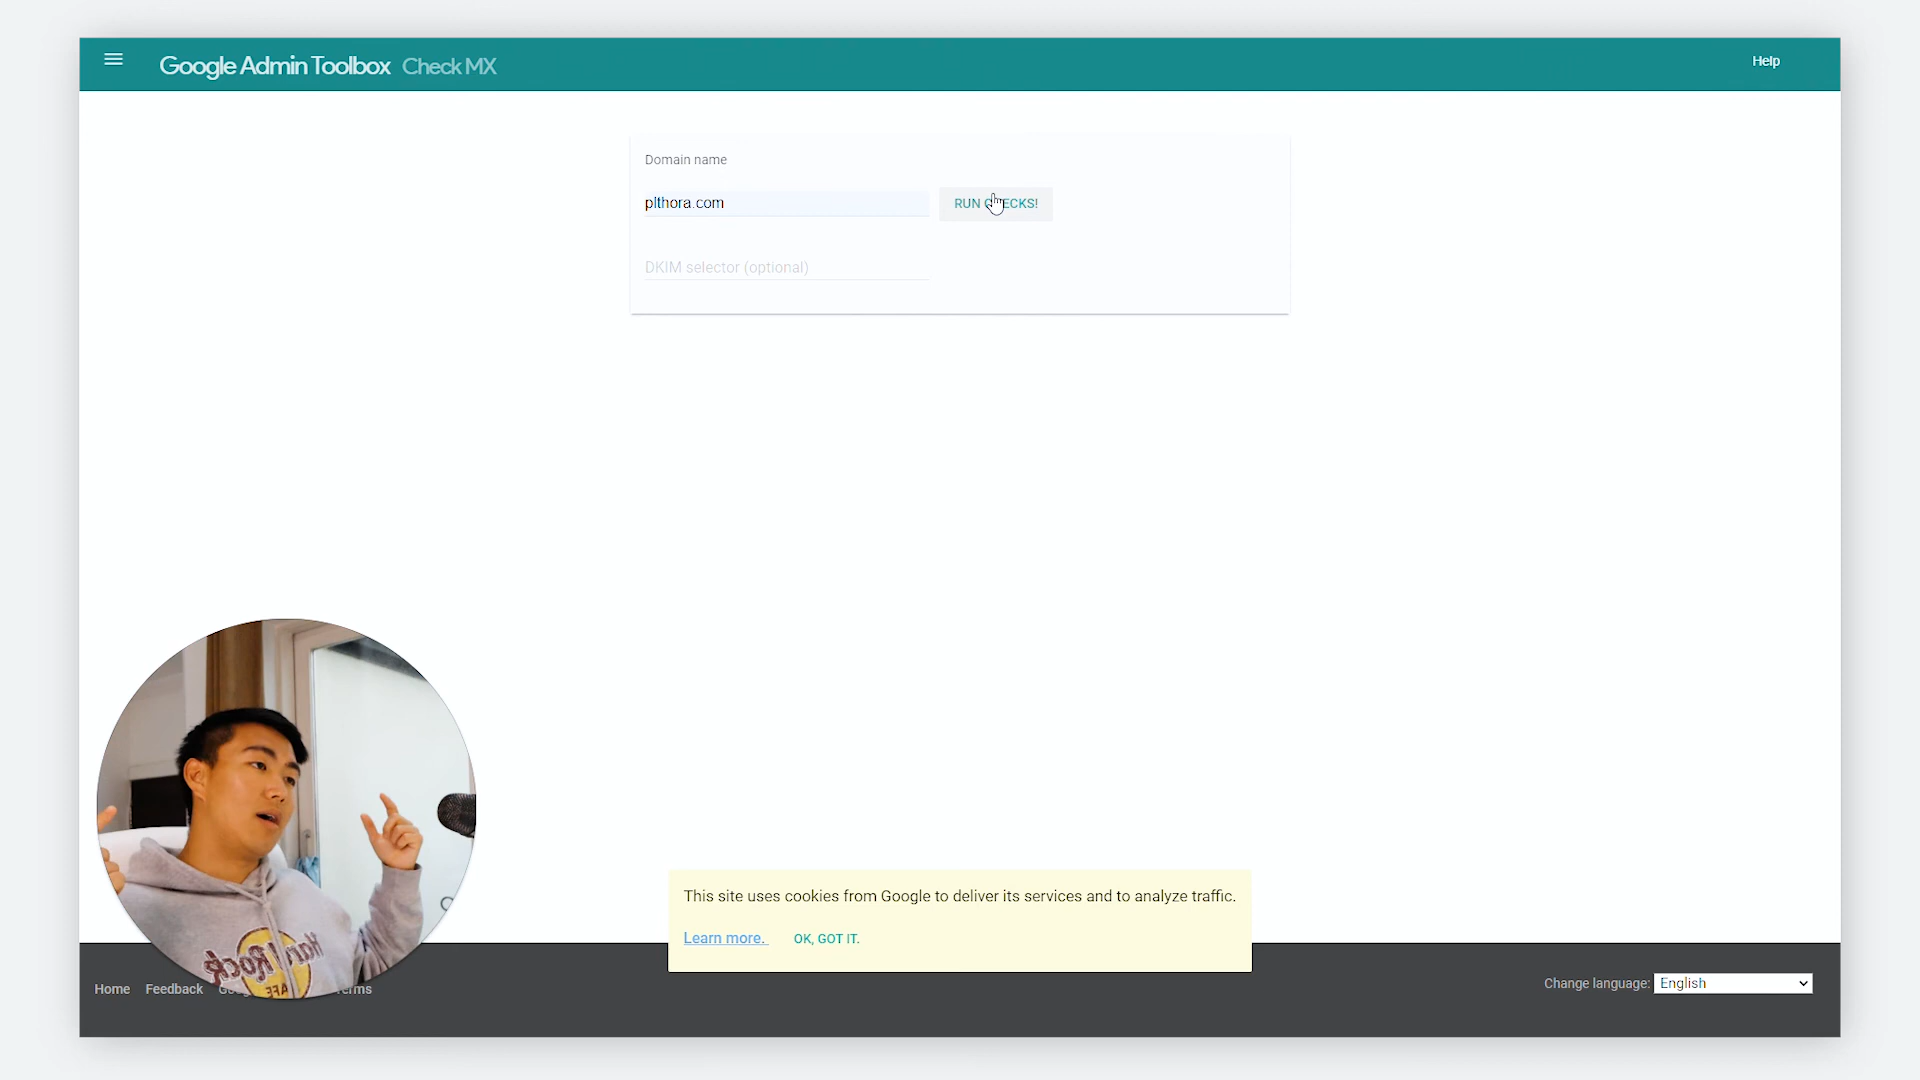 Google Admin Toolbox Check MX
Help
Domain name
plthora.com
RUN CHECKS!
DKIM selector (optional)
This site uses cookies from Google to deliver its services and to analyze traffic.
Learn more. OK, GOT IT.
Home Feedback
Change language: English
Hard Rock